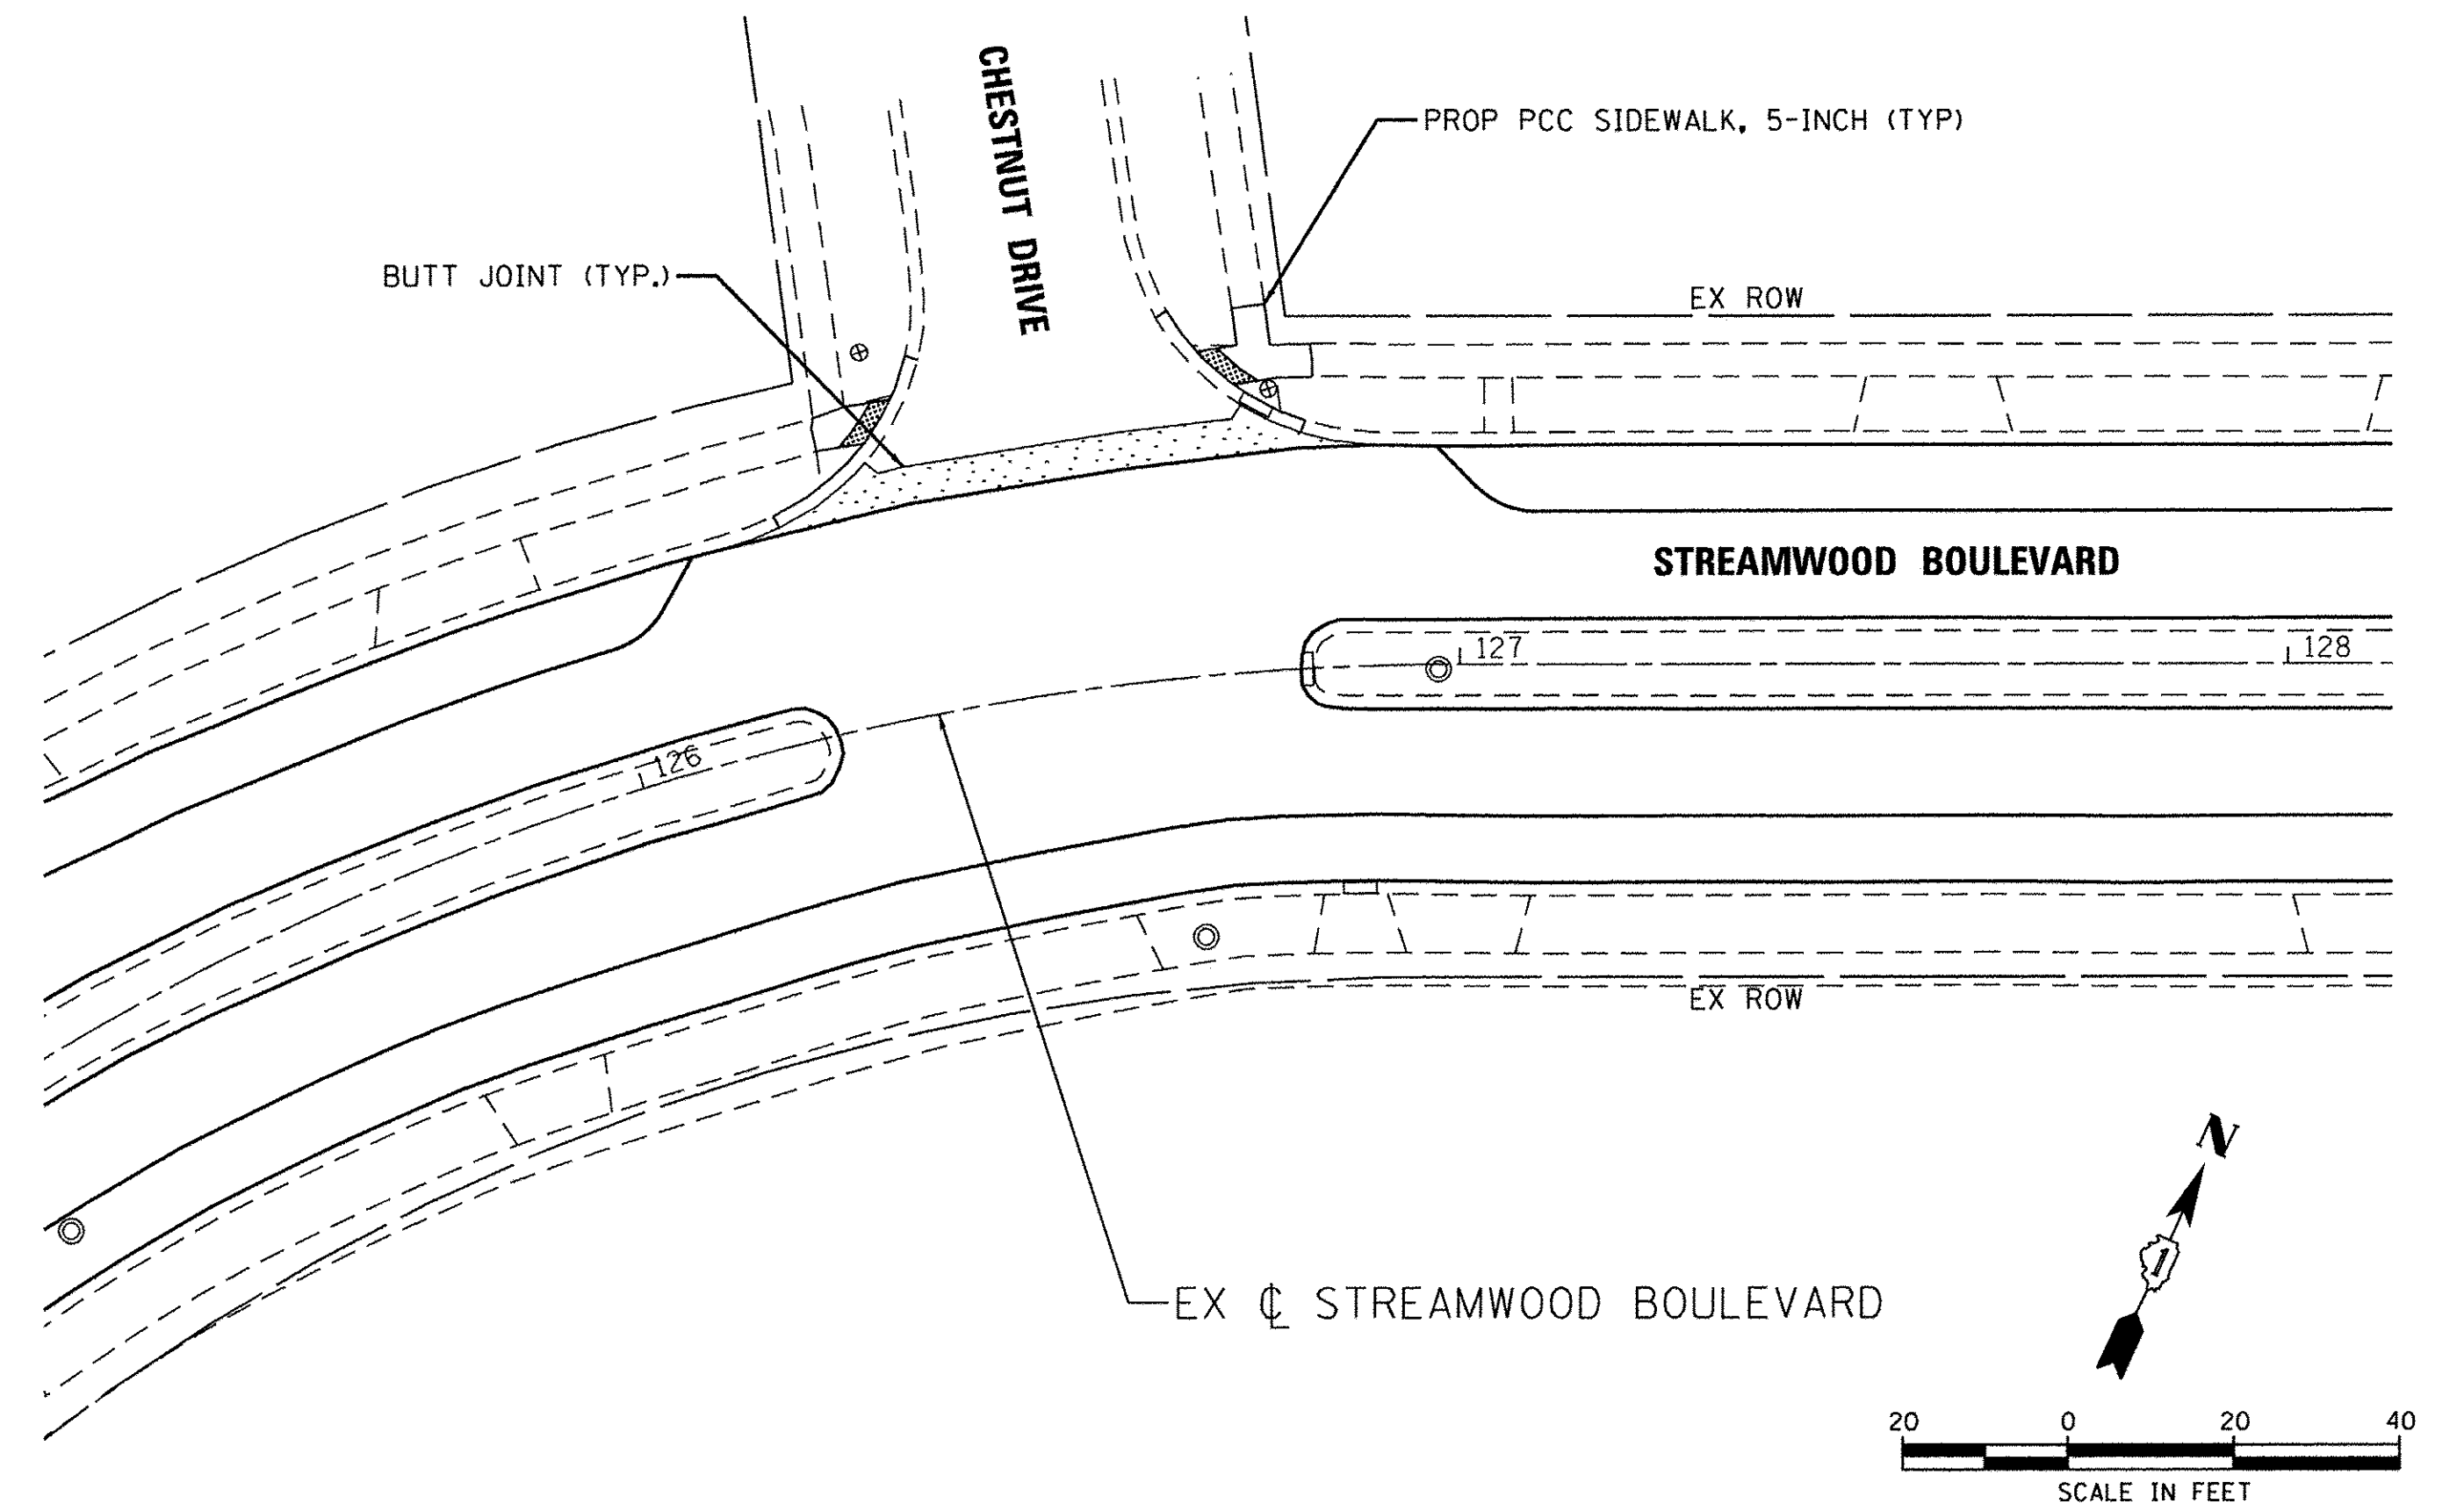 CHESTNUT DRIVE
PROP PCC SIDEWALK, 5-INCH (TYP)
BUTT JOINT (TYP.)
EX ROW
STREAMWOOD BOULEVARD
127
128
126
EX ROW
N
1
EX ℄ STREAMWOOD BOULEVARD
20 0 20 40
SCALE IN FEET